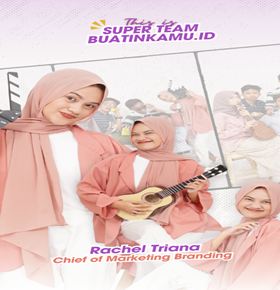 This is
SUPER TEAM
BUATINKAMU.ID
Rachel Triana
Chief of Marketing Branding